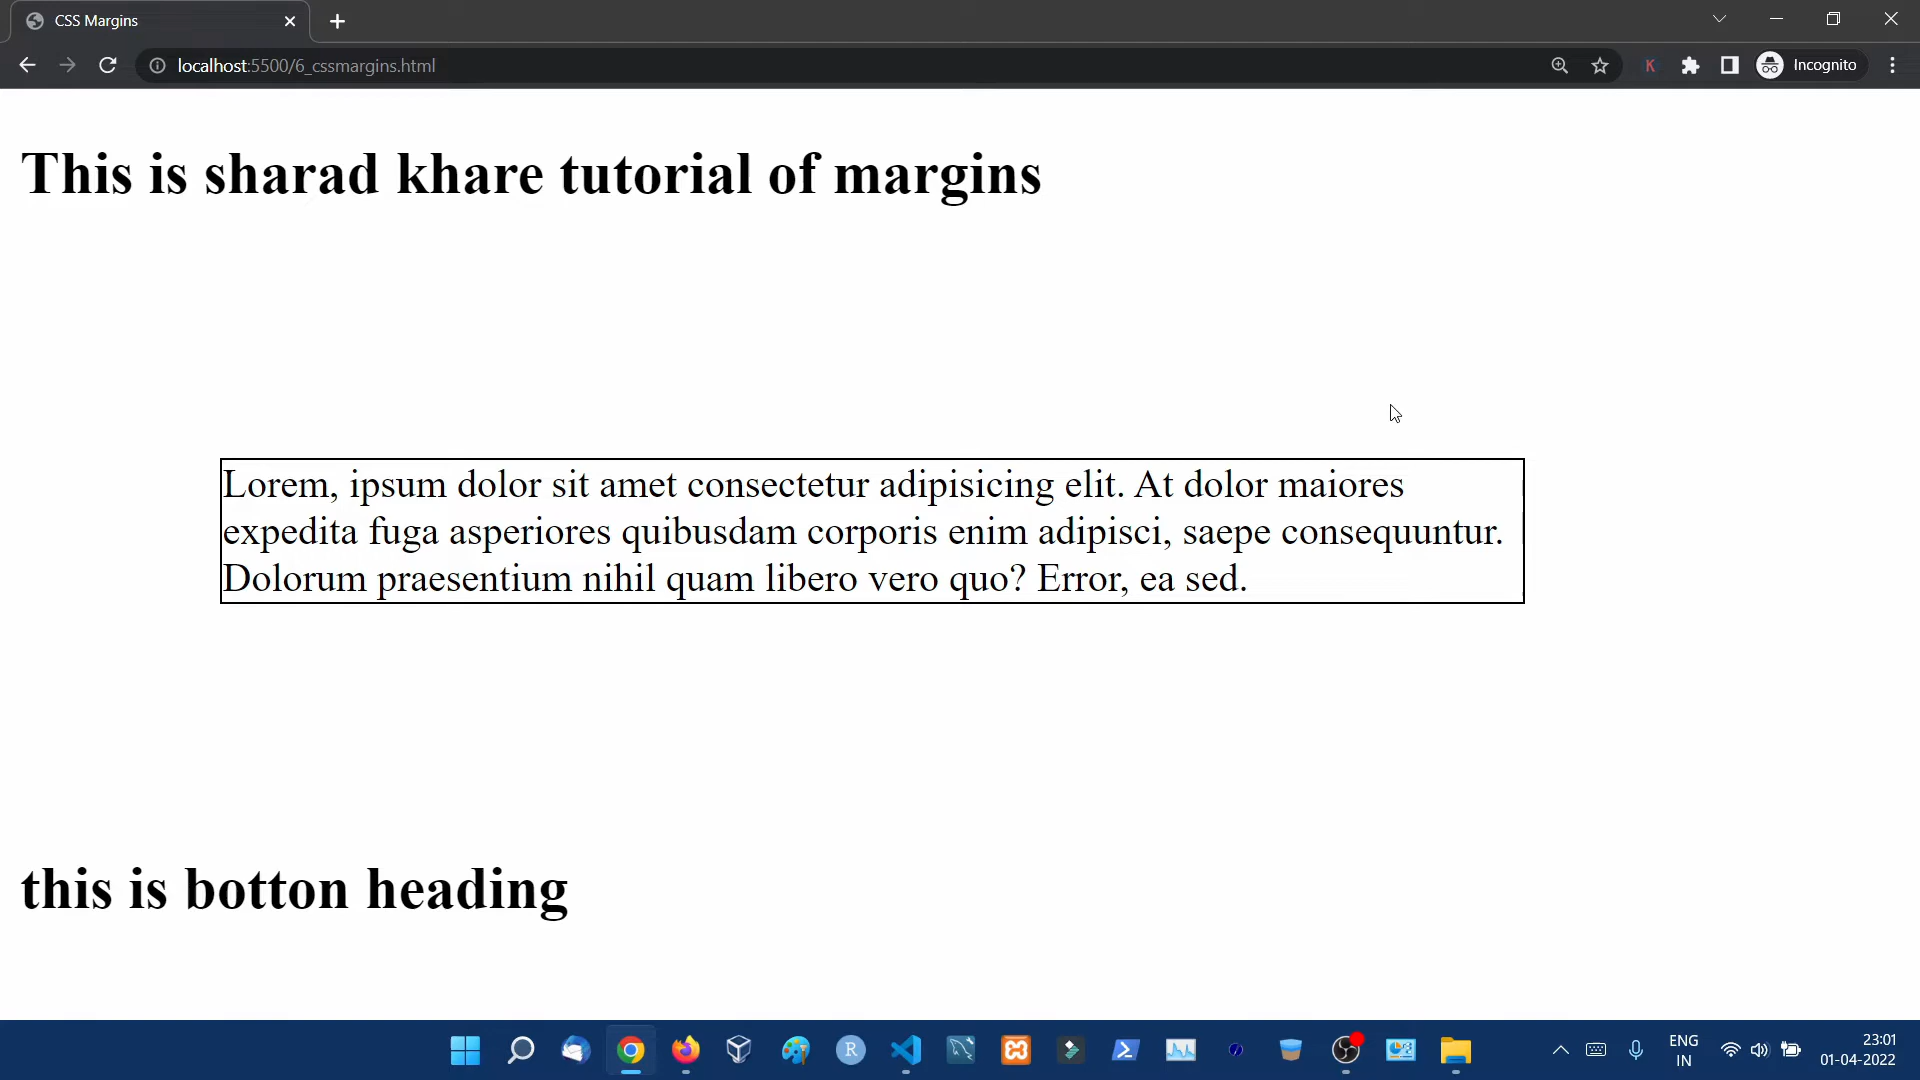 CSS Margins
localhost:5500/6_cssmargins.html
K
Incognito
This is sharad khare tutorial of margins
Lorem, ipsum dolor sit amet consectetur adipisicing elit. At dolor maiores
expedita fuga asperiores quibusdam corporis enim adipisci, saepe consequuntur.
Dolorum praesentium nihil quam libero vero quo? Error, ea sed.
this is botton heading
R
ENG
IN
23:01
01-04-2022